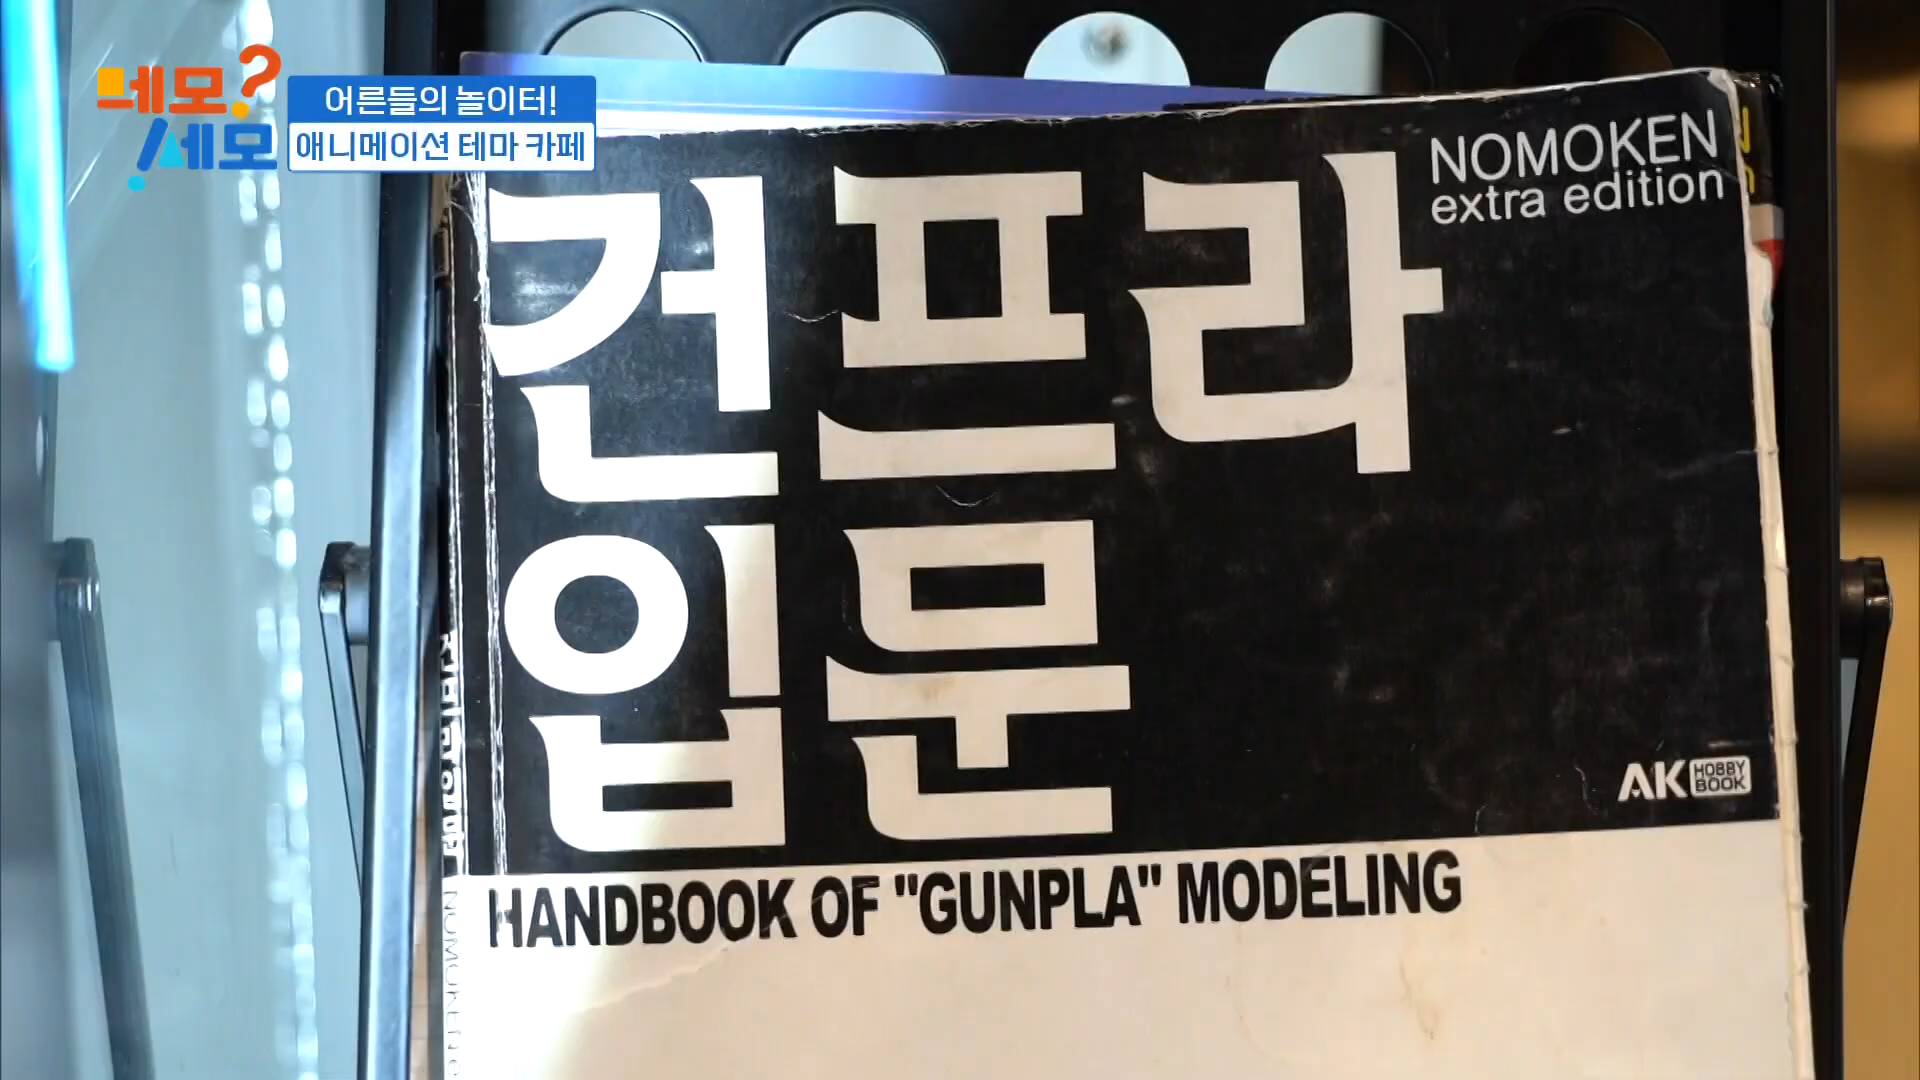 네모?
세모
어른들의 놀이터!
애니메이션 테마 카페
NOMOKEN
extra edition
건프라
입문
AK HOBBY BOOK
HANDBOOK OF "GUNPLA" MODELING